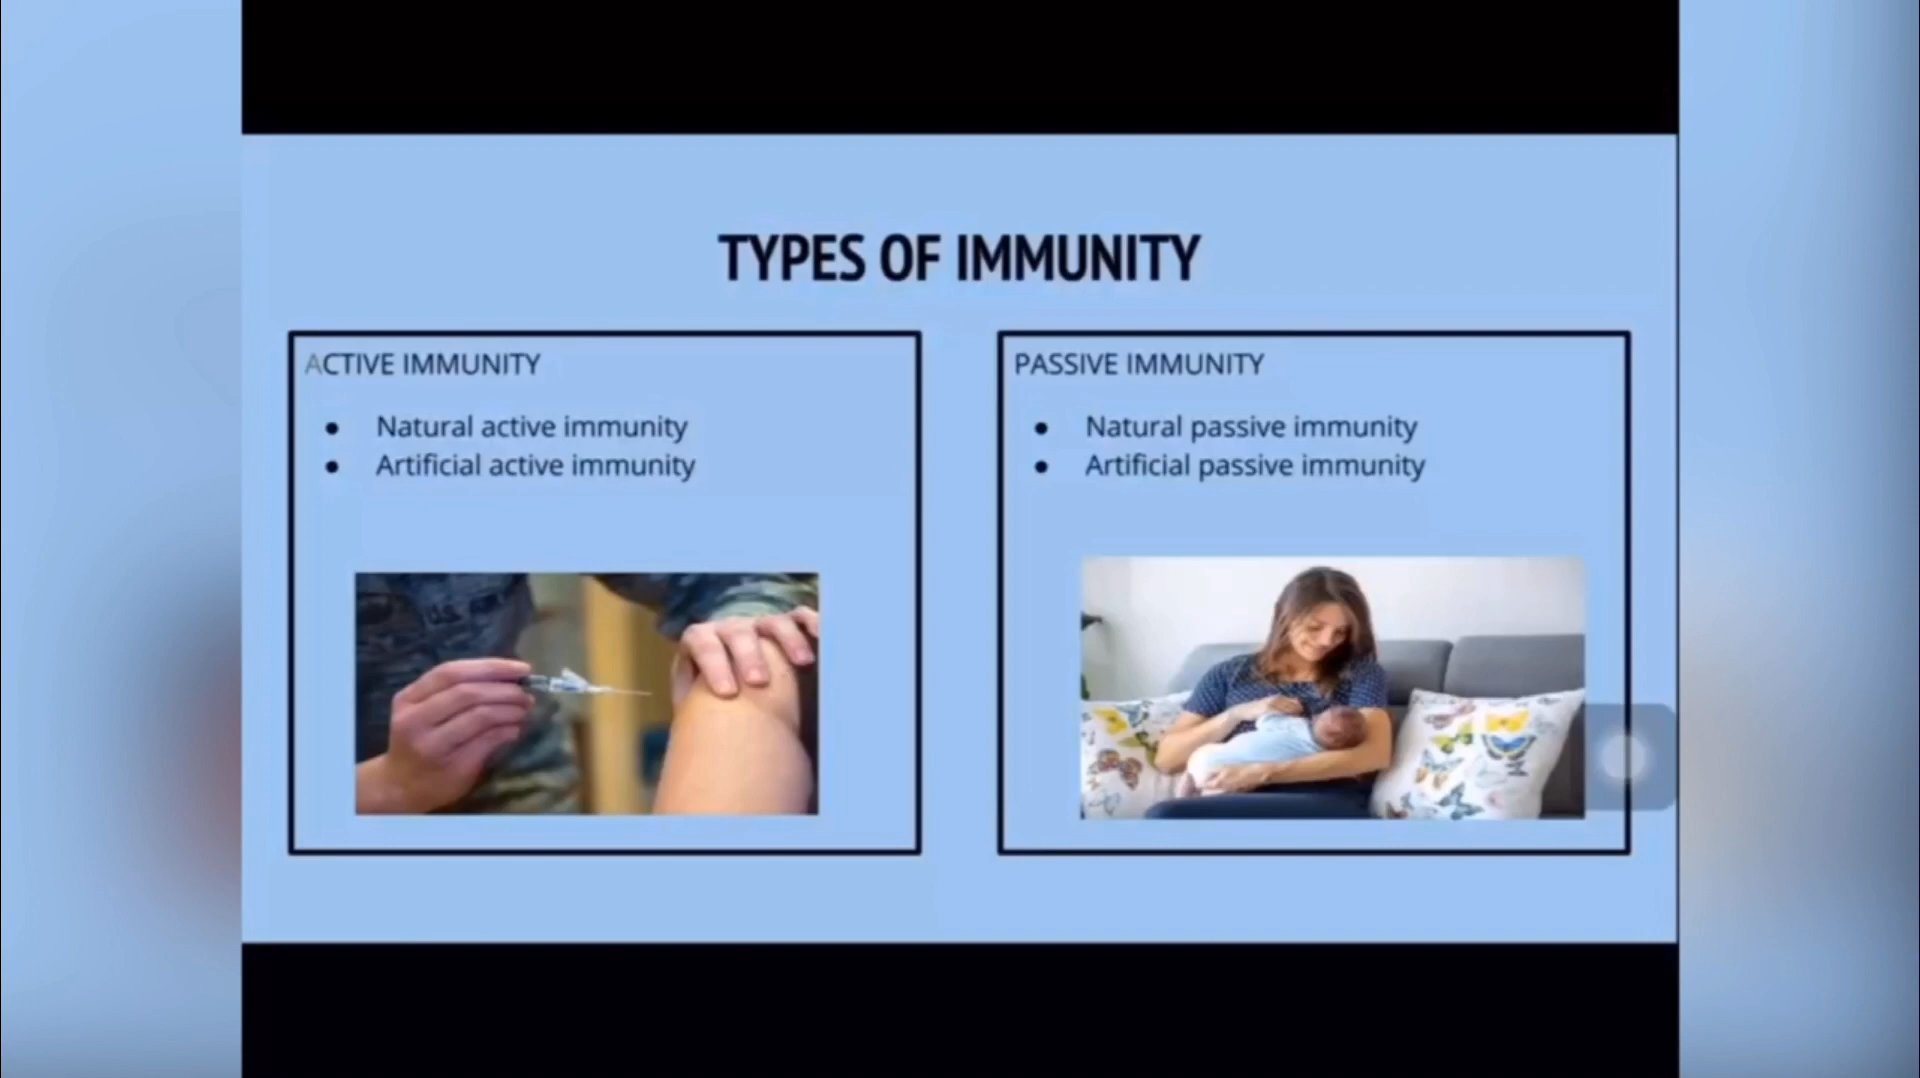 TYPES OF IMMUNITY
ACTIVE IMMUNITY
• Natural active immunity
• Artificial active immunity
PASSIVE IMMUNITY
• Natural passive immunity
• Artificial passive immunity